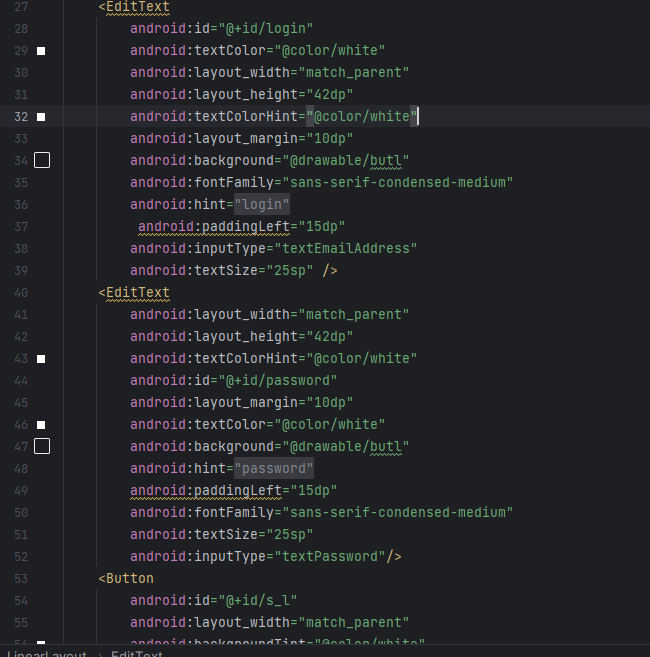 27 <EditText
28 android:id="@+id/login"
29 android:textColor="@color/white"
30 android:layout_width="match_parent"
31 android:layout_height="42dp"
32 android:textColorHint="@color/white"
33 android:layout_margin="10dp"
34 android:background="@drawable/butl"
35 android:fontFamily="sans-serif-condensed-medium"
36 android:hint="login"
37 android:paddingLeft="15dp"
38 android:inputType="textEmailAddress"
39 android:textSize="25sp" />
40 <EditText
41 android:layout_width="match_parent"
42 android:layout_height="42dp"
43 android:textColorHint="@color/white"
44 android:id="@+id/password"
45 android:layout_margin="10dp"
46 android:textColor="@color/white"
47 android:background="@drawable/butl"
48 android:hint="password"
49 android:paddingLeft="15dp"
50 android:fontFamily="sans-serif-condensed-medium"
51 android:textSize="25sp"
52 android:inputType="textPassword"/>
53 <Button
54 android:id="@+id/s_l"
55 android:layout_width="match_parent"
56 android:backgroundTint="@color/white"
LinearLayout > EditText